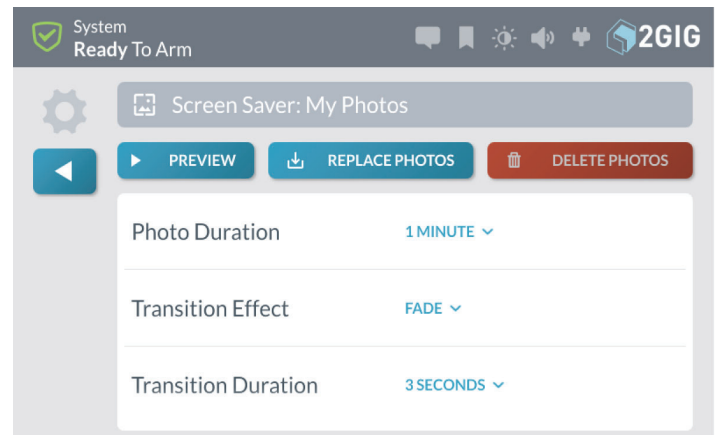 System
Ready To Arm
2GIG
Screen Saver: My Photos
PREVIEW
REPLACE PHOTOS
DELETE PHOTOS
Photo Duration
1 MINUTE
Transition Effect
FADE
Transition Duration
3 SECONDS